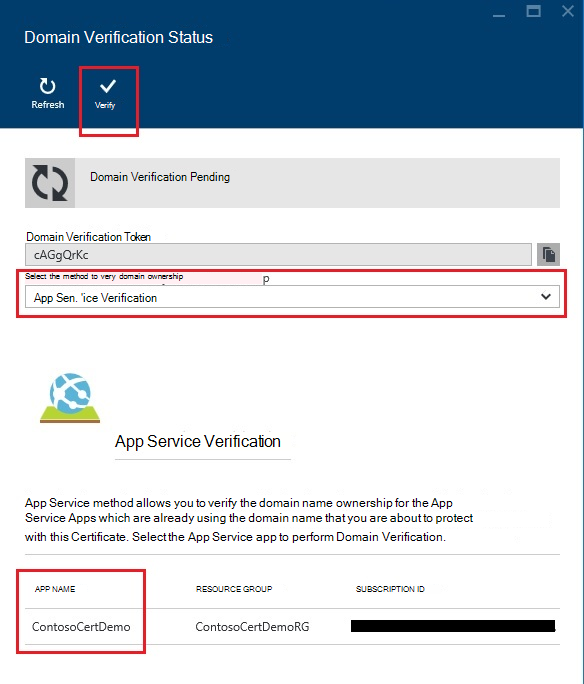 Domain Verification Status
Refresh
Verify
Domain Verification Pending
Domain Verification Token
cAGgQrKc
Select the method to very domain ownership
p
App Sen. 'ice Verification
App Service Verification
App Service method allows you to verify the domain name ownership for the App
Service Apps which are already using the domain name that you are about to protect
with this Certificate. Select the App Service app to perform Domain Verification.
APP NAME RESOURCE GROUP SUBSCRIPTION ID
ContosoCertDemo ContosoCertDemoRG